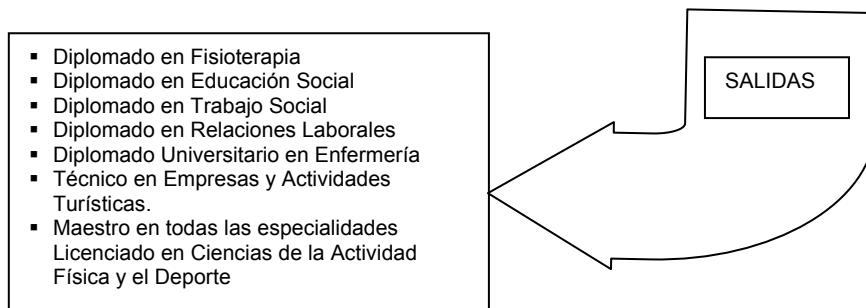 ▪ Diplomado en Fisioterapia
▪ Diplomado en Educación Social
▪ Diplomado en Trabajo Social
▪ Diplomado en Relaciones Laborales
▪ Diplomado Universitario en Enfermería
▪ Técnico en Empresas y Actividades
Turísticas.
▪ Maestro en todas las especialidades
Licenciado en Ciencias de la Actividad
Física y el Deporte
SALIDAS